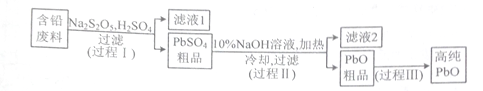 含铅
废料
Na₂S₂O₅,H₂SO₄
过滤
(过程Ⅰ)
滤液1
PbSO₄
粗品
10%NaOH溶液,加热
冷却,过滤
(过程Ⅱ)
滤液2
PbO
粗品
(过程Ⅲ)
高纯
PbO